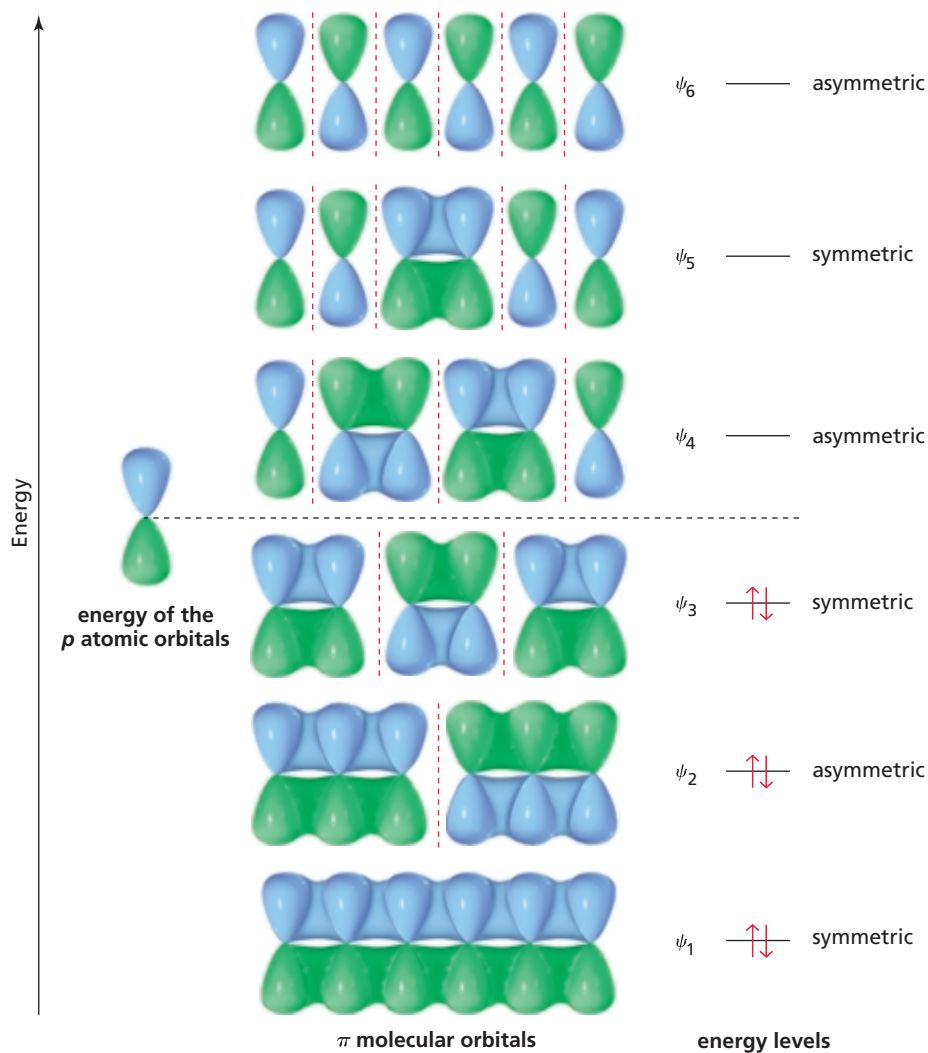 ψ6 asymmetric
ψ5 symmetric
ψ4 asymmetric
Energy
energy of the
p atomic orbitals
ψ3 symmetric
ψ2 asymmetric
ψ1 symmetric
π molecular orbitals
energy levels